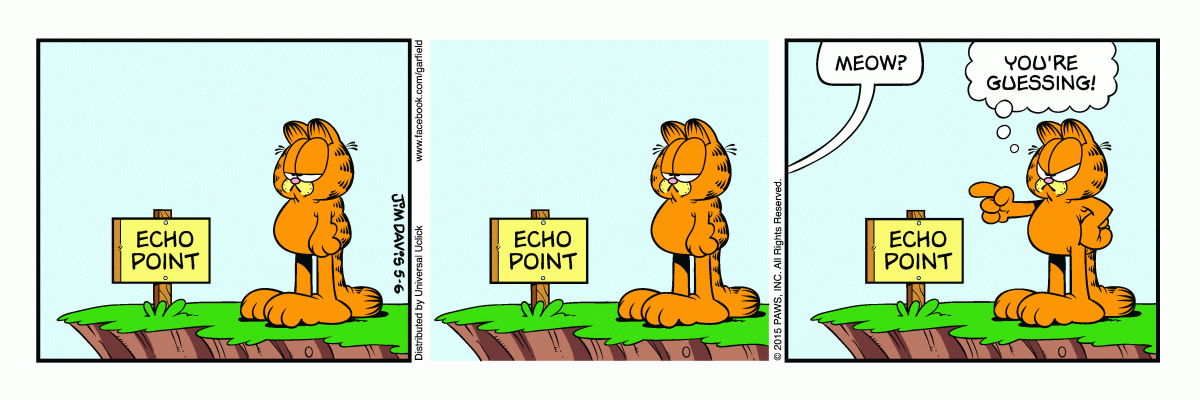 ECHO
POINT
JIM DAVIS 5-6
www.facebook.com/garfield
Distributed by Universal Uclick
ECHO
POINT
© 2015 PAWS, INC. All Rights Reserved.
MEOW?
YOU'RE
GUESSING!
ECHO
POINT